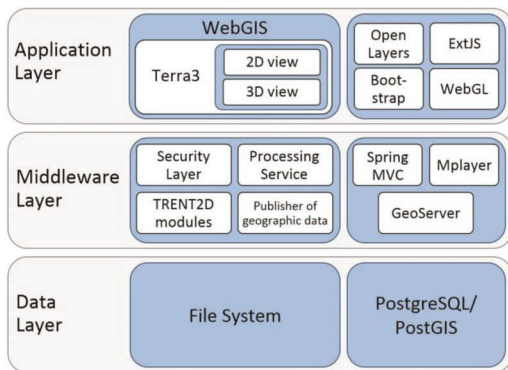 Application
Layer
WebGIS
Terra3
2D view
3D view
Open
Layers
ExtJS
Boot-
strap
WebGL
Middleware
Layer
Security
Layer
Processing
Service
TRENT2D
modules
Publisher of
geographic data
Spring
MVC
Mplayer
GeoServer
Data
Layer
File System
PostgreSQL/
PostGIS